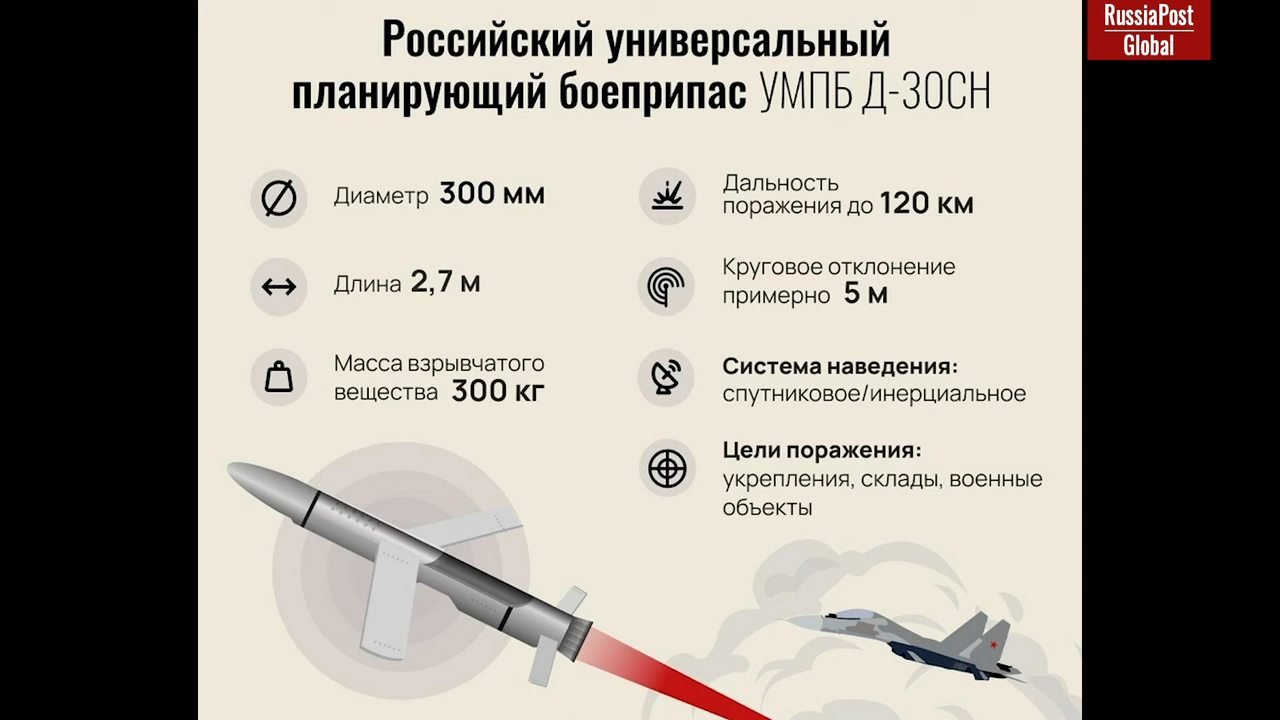 RussiaPost
Global
Российский универсальный
планирующий боеприпас УМПБ Д-30СН
Диаметр 300 мм
Длина 2,7 м
Масса взрывчатого
вещества 300 кг
Дальность
поражения до 120 км
Круговое отклонение
примерно 5 м
Система наведения:
спутниковое/инерциальное
Цели поражения:
укрепления, склады, военные
объекты